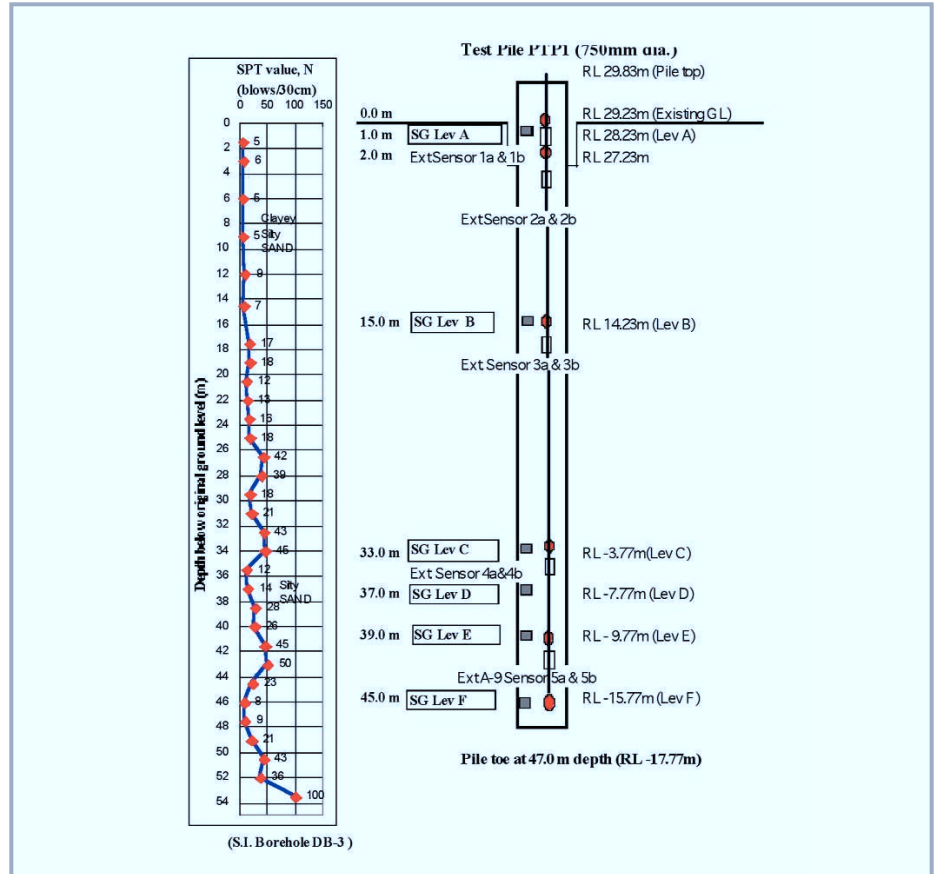 Test Pile PTP1 (750mm dia.)
SPT value, N
(blows/30cm)
0 50 100 150
RL 29.83m (Pile top)
0.0 m
RL 29.23m (Existing GL)
1.0 m
SG Lev A
RL 28.23m (Lev A)
2.0 m
Ext Sensor 1a & 1b
RL 27.23m
Ext Sensor 2a & 2b
15.0 m
SG Lev B
RL 14.23m (Lev B)
Ext Sensor 3a & 3b
33.0 m
SG Lev C
RL -3.77m (Lev C)
Ext Sensor 4a&4b
37.0 m
SG Lev D
RL -7.77m (Lev D)
39.0 m
SG Lev E
RL - 9.77m (Lev E)
ExtA-9 Sensor 5a & 5b
45.0 m
SG Lev F
RL -15.77m (Lev F)
Pile toe at 47.0 m depth (RL -17.77m)
Depth below original ground level (m)
0
2
4
6
8
10
12
14
16
18
20
22
24
26
28
30
32
34
36
38
40
42
44
46
48
50
52
54
5
6
5
Clayey
5
Silty
SAND
9
7
17
18
12
13
16
18
42
39
18
21
43
45
12
14
Silty
SAND
28
26
45
50
23
8
9
21
43
36
100
(S.I. Borehole DB-3 )